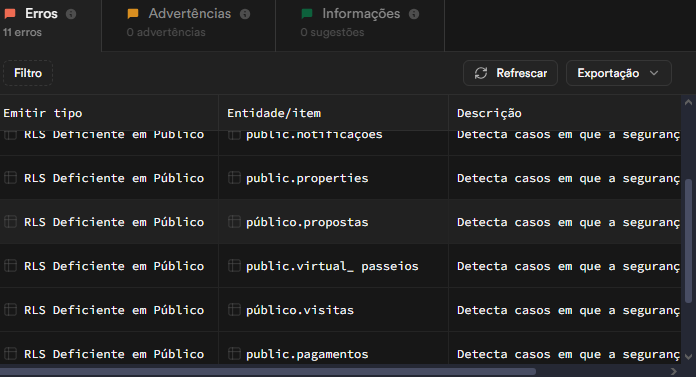 Erros Advertências Informações
11 erros 0 advertências 0 sugestões
Filtro Refrescar Exportação
Emitir tipo Entidade/item Descrição
RLS Deficiente em Público public.notificações Detecta casos em que a seguranç
RLS Deficiente em Público public.properties Detecta casos em que a seguranç
RLS Deficiente em Público público.propostas Detecta casos em que a seguranç
RLS Deficiente em Público public.virtual_ passeios Detecta casos em que a seguranç
RLS Deficiente em Público público.visitas Detecta casos em que a seguranç
RLS Deficiente em Público public.pagamentos Detecta casos em que a seguranç